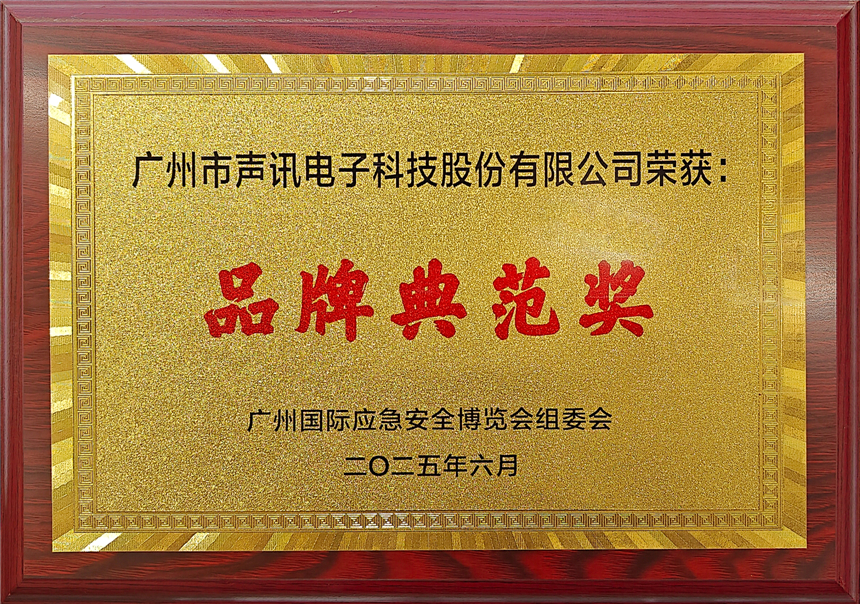 广州市声讯电子科技股份有限公司荣获：
品牌典范奖
广州国际应急安全博览会组委会
二〇二五年六月